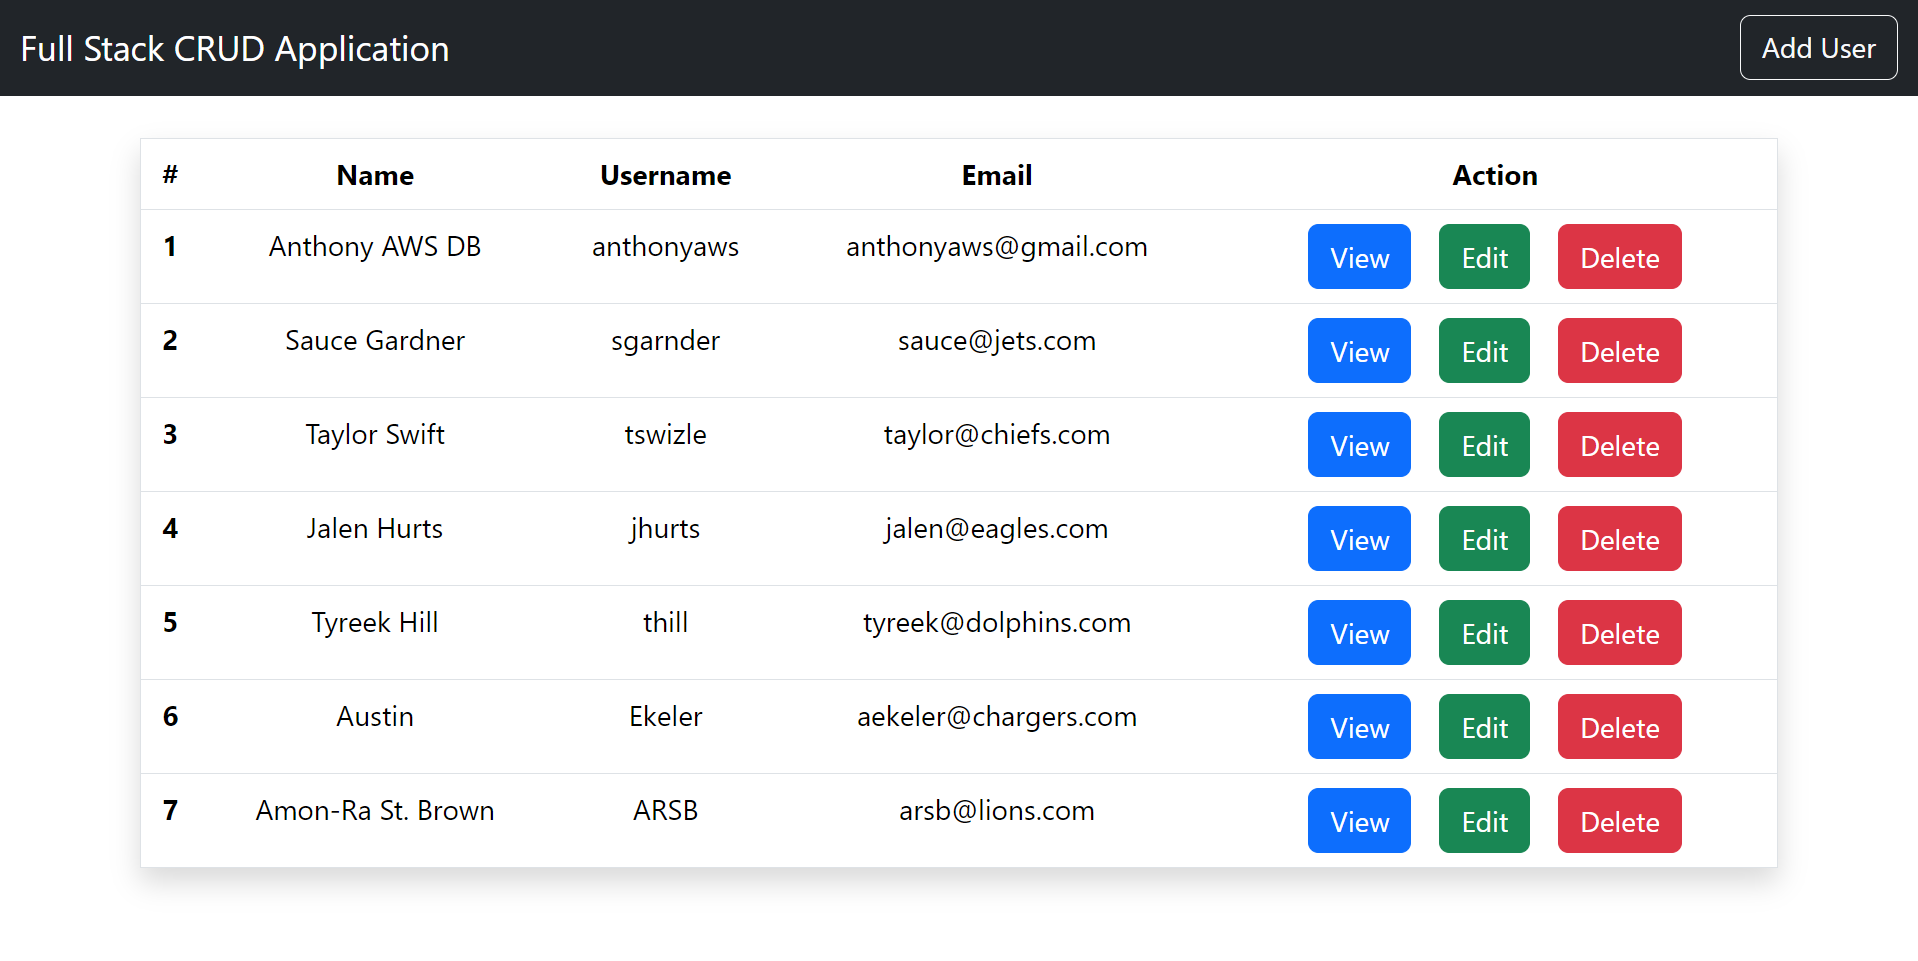 Full Stack CRUD Application Add User
# Name Username Email Action
1 Anthony AWS DB anthonyaws anthonyaws@gmail.com View Edit Delete
2 Sauce Gardner sgarnder sauce@jets.com View Edit Delete
3 Taylor Swift tswizle taylor@chiefs.com View Edit Delete
4 Jalen Hurts jhurts jalen@eagles.com View Edit Delete
5 Tyreek Hill thill tyreek@dolphins.com View Edit Delete
6 Austin Ekeler aekeler@chargers.com View Edit Delete
7 Amon-Ra St. Brown ARSB arsb@lions.com View Edit Delete